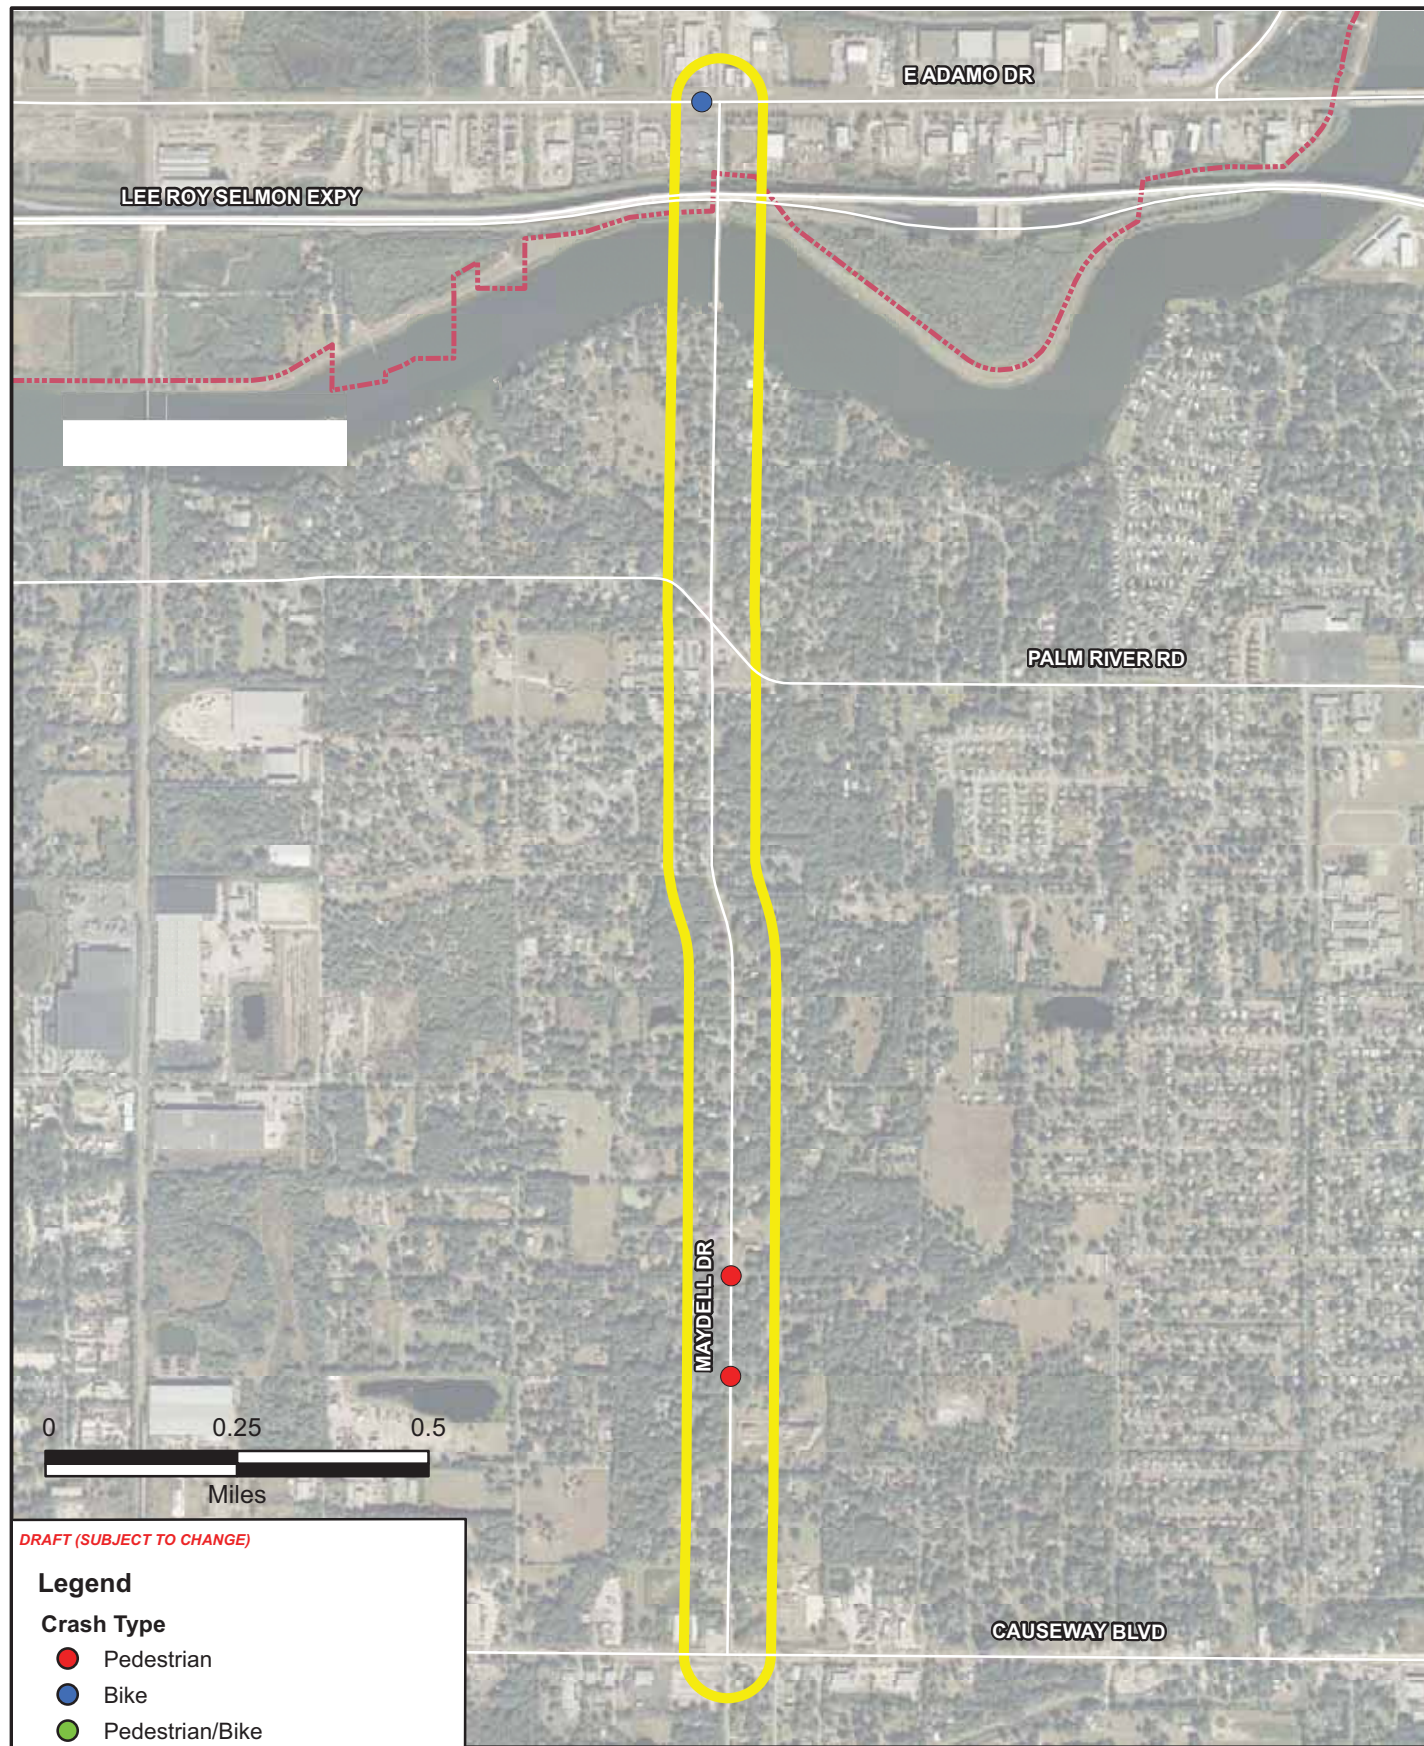 E ADAMO DR
LEE ROY SELMON EXPY
PALM RIVER RD
MAYDELL DR
0 0.25 0.5
Miles
DRAFT (SUBJECT TO CHANGE)
Legend
Crash Type
Pedestrian
Bike
Pedestrian/Bike
CAUSEWAY BLVD